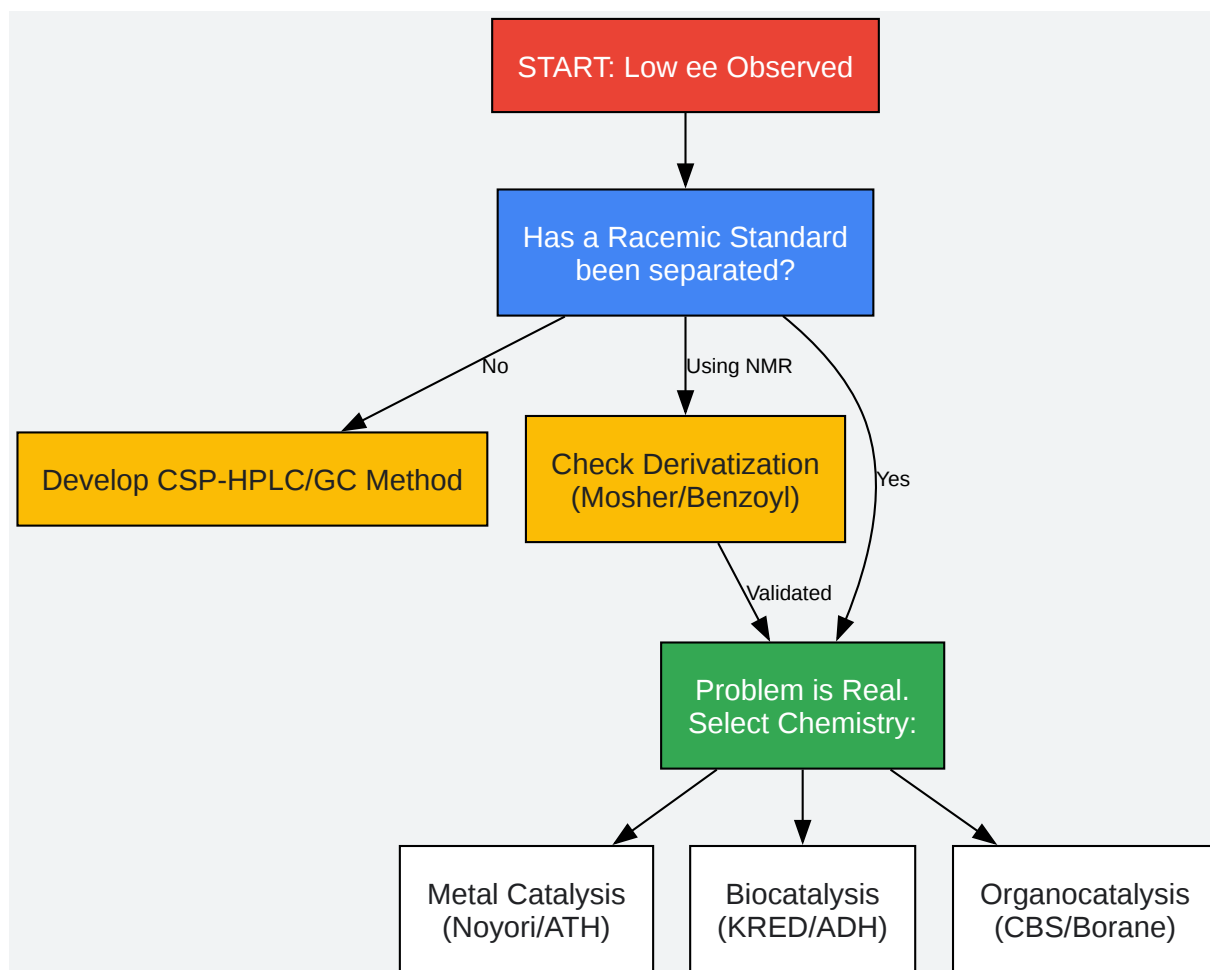 START: Low ee Observed
Has a Racemic Standard
been separated?
No
Using NMR
Yes
Develop CSP-HPLC/GC Method
Check Derivatization
(Mosher/Benzoyl)
Validated
Problem is Real.
Select Chemistry:
Metal Catalysis
(Noyori/ATH)
Biocatalysis
(KRED/ADH)
Organocatalysis
(CBS/Borane)